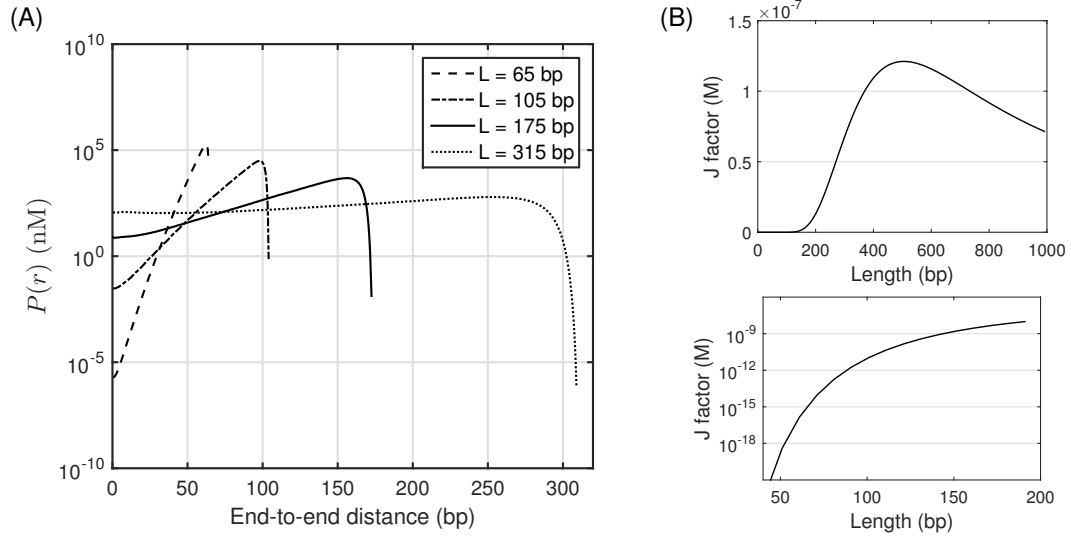 (A)
10^10
10^5
10^0
10^-5
10^-10
P(r) (nM)
L = 65 bp
L = 105 bp
L = 175 bp
L = 315 bp
0 50 100 150 200 250 300
End-to-end distance (bp)
(B)
×10^-7
1.5
1
0.5
0
J factor (M)
0 200 400 600 800 1000
Length (bp)
10^-9
10^-12
10^-15
10^-18
J factor (M)
50 100 150 200
Length (bp)